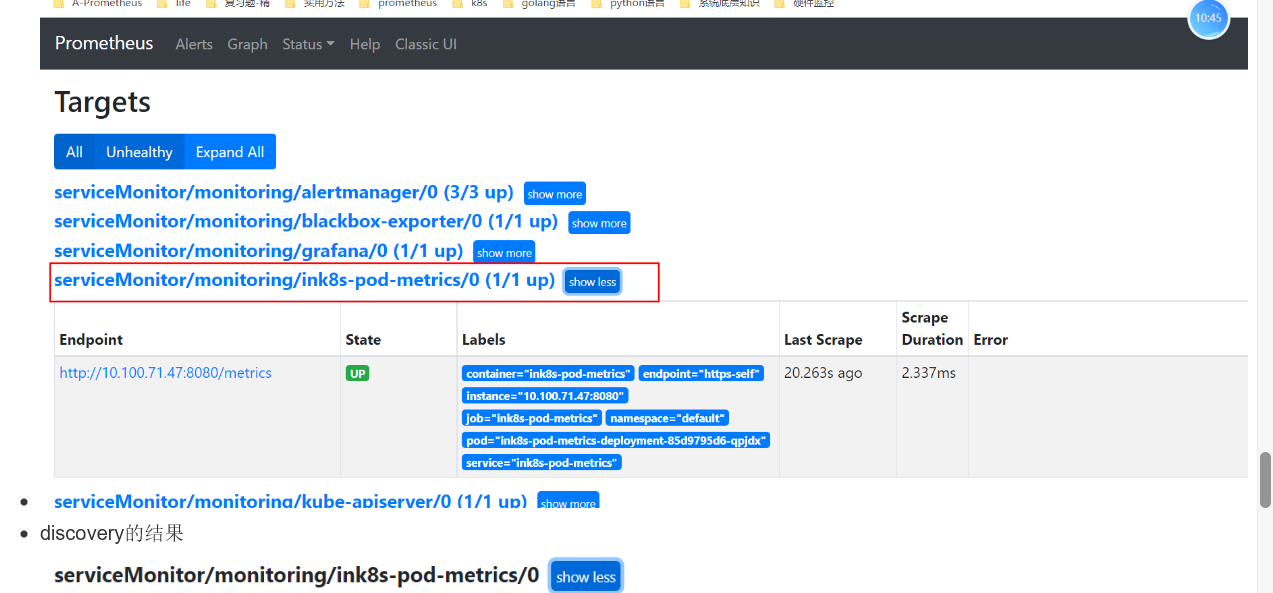 A-Prometheus life 复习题-精 实用方法 prometheus k8s golang语言 python语言 系统底层知识 硬件监控
10:45
Prometheus Alerts Graph Status Help Classic UI
Targets
All Unhealthy Expand All
serviceMonitor/monitoring/alertmanager/0 (3/3 up) show more
serviceMonitor/monitoring/blackbox-exporter/0 (1/1 up) show more
serviceMonitor/monitoring/grafana/0 (1/1 up) show more
serviceMonitor/monitoring/ink8s-pod-metrics/0 (1/1 up) show less
Endpoint State Labels Last Scrape Scrape Duration Error
http://10.100.71.47:8080/metrics UP container="ink8s-pod-metrics" endpoint="https-self" 20.263s ago 2.337ms
instance="10.100.71.47:8080"
job="ink8s-pod-metrics" namespace="default"
pod="ink8s-pod-metrics-deployment-85d9795d6-qpjdx"
service="ink8s-pod-metrics"
serviceMonitor/monitoring/kube-apiserver/0 (1/1 up) show more
discovery的结果
serviceMonitor/monitoring/ink8s-pod-metrics/0 show less